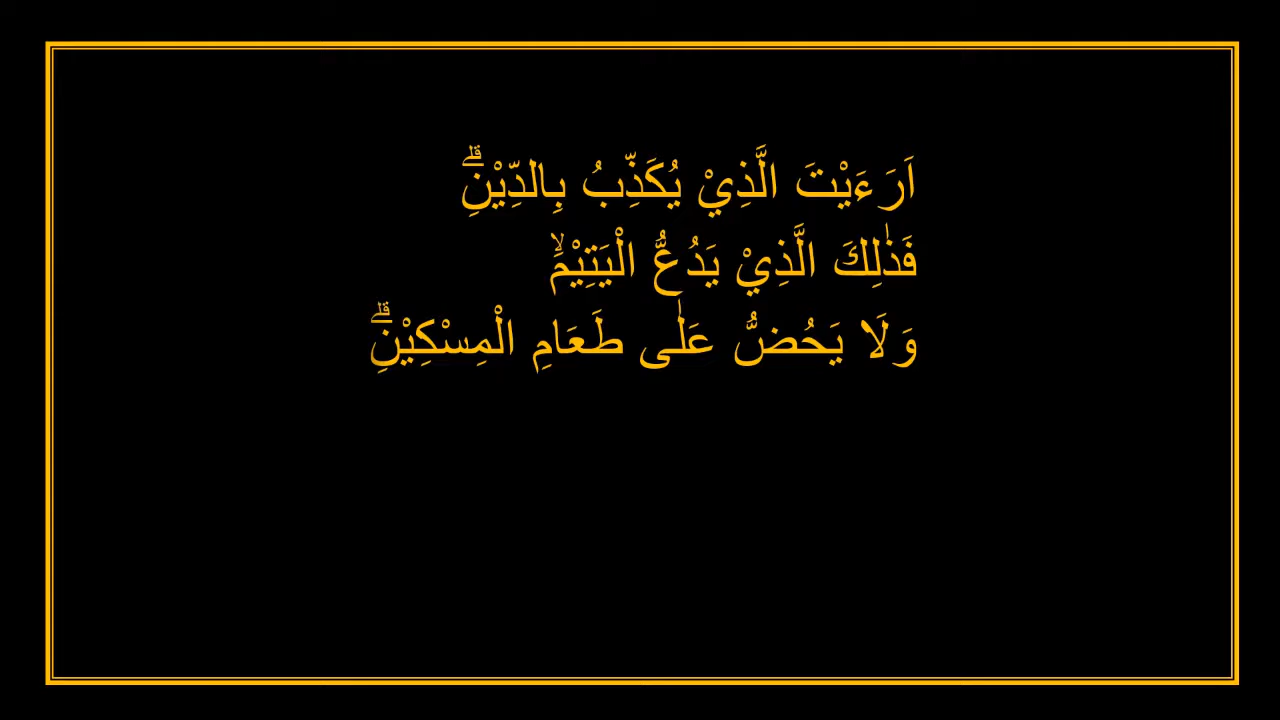 اَرَءَيْتَ الَّذِيْ يُكَذِّبُ بِالدِّيْنِۗ
فَذٰلِكَ الَّذِيْ يَدُعُّ الْيَتِيْمَۙ
وَلَا يَحُضُّ عَلٰى طَعَامِ الْمِسْكِيْنِۗ